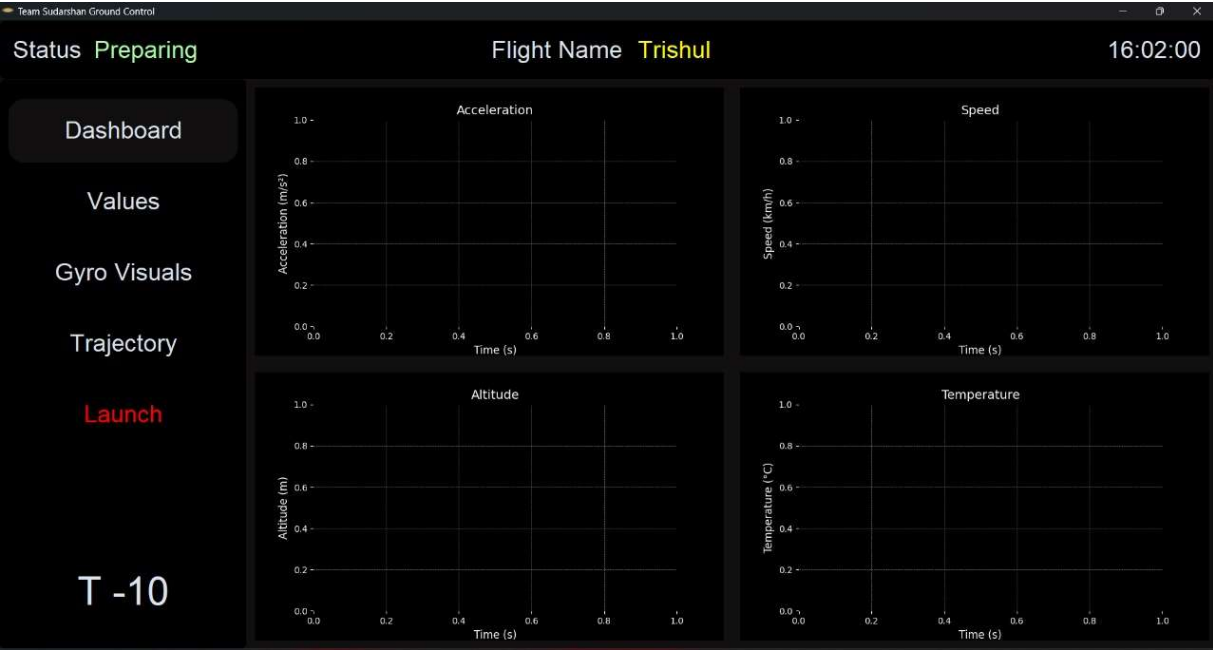 Team Sudarshan Ground Control
Status Preparing
Flight Name Trishul
16:02:00
Dashboard
Values
Gyro Visuals
Trajectory
Launch
T -10
Acceleration
Acceleration (m/s²)
1.0
0.8
0.6
0.4
0.2
0.0
0.0 0.2 0.4 0.6 0.8 1.0
Time (s)
Speed
Speed (km/h)
1.0
0.8
0.6
0.4
0.2
0.0
0.0 0.2 0.4 0.6 0.8 1.0
Time (s)
Altitude
Altitude (m)
1.0
0.8
0.6
0.4
0.2
0.0
0.0 0.2 0.4 0.6 0.8 1.0
Time (s)
Temperature
Temperature (°C)
1.0
0.8
0.6
0.4
0.2
0.0
0.0 0.2 0.4 0.6 0.8 1.0
Time (s)